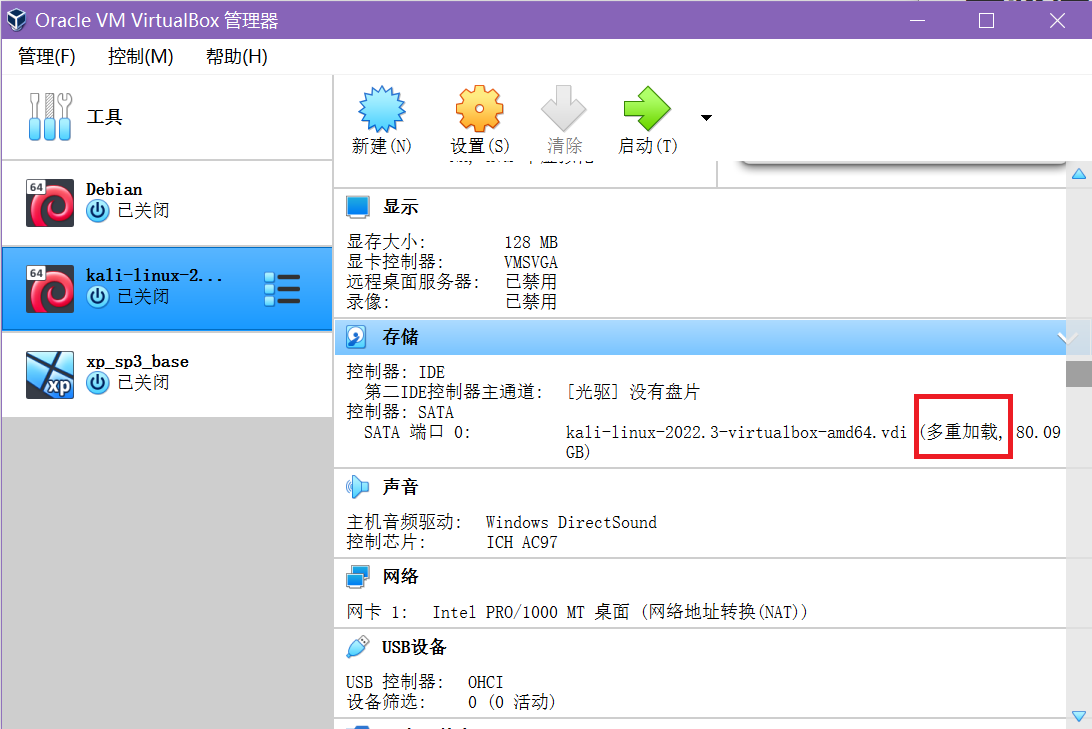 Oracle VM VirtualBox 管理器
管理(F) 控制(M) 帮助(H)
工具
新建(N) 设置(S) 清除 启动(T)
64
Debian
已关闭
64
kali-linux-2...
已关闭
xp
xp_sp3_base
已关闭
显示
显存大小: 128 MB
显卡控制器: VMSVGA
远程桌面服务器: 已禁用
录像: 已禁用
存储
控制器: IDE
第二IDE控制器主通道: [光驱] 没有盘片
控制器: SATA
SATA 端口 0: kali-linux-2022.3-virtualbox-amd64.vdi (多重加载, 80.09
GB)
声音
主机音频驱动: Windows DirectSound
控制芯片: ICH AC97
网络
网卡 1: Intel PRO/1000 MT 桌面 (网络地址转换(NAT))
USB设备
USB 控制器: OHCI
设备筛选: 0 (0 活动)